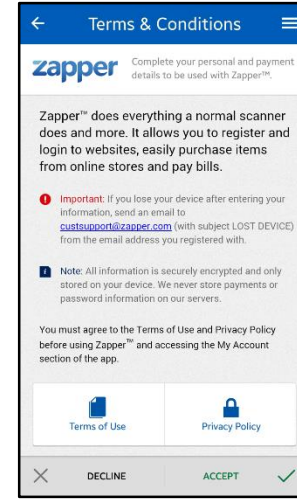 Terms & Conditions
zapper
Complete your personal and payment
details to be used with Zapper™.
Zapper™ does everything a normal scanner
does and more. It allows you to register and
login to websites, easily purchase items
from online stores and pay bills.
Important: If you lose your device after entering your
information, send an email to
custsupport@zapper.com (with subject LOST DEVICE)
from the email address you registered with.
Note: All information is securely encrypted and only
stored on your device. We never store payments or
password information on our servers.
You must agree to the Terms of Use and Privacy Policy
before using Zapper™ and accessing the My Account
section of the app.
Terms of Use
Privacy Policy
DECLINE
ACCEPT